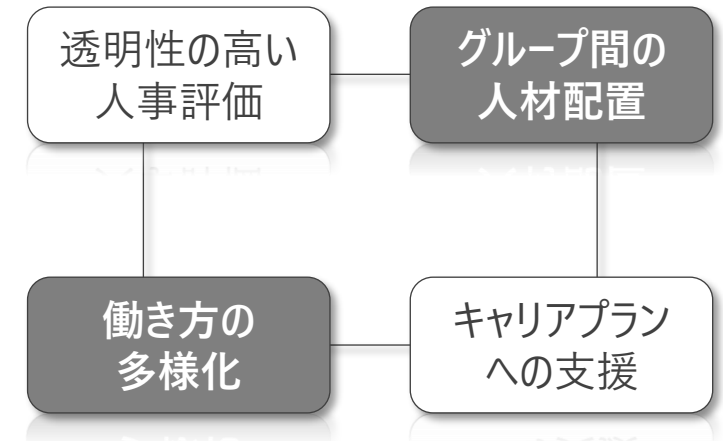 透明性の高い
人事評価
グループ間の
人材配置
働き方の
多様化
キャリアプラン
への支援